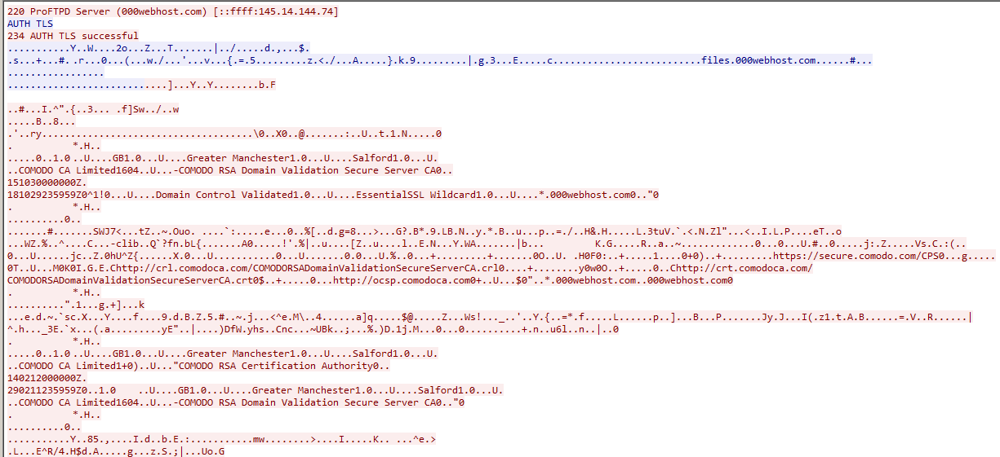 220 ProFTPD Server (000webhost.com) [::ffff:145.14.144.74]
AUTH TLS
234 AUTH TLS successful
...........Y..W....2o...Z...T.......|../.....d.,...$.
.s...+...#. .r...0...(...w./...'...v...{.=.5.........z.<./...A.....}.k.9.........|.g.3...E.....c..........................files.000webhost.com......#...
................
............................]...Y..Y........b.F
..#...I.^".{..3... .f]Sw../..w
.....B..8...
.'..ry.....................................\0..X0..@.......:..U..t.1.N.....0
. *.H..
.....0..1.0 ..U....GB1.0...U....Greater Manchester1.0...U....Salford1.0...U.
..COMODO CA Limited1604..U...-COMODO RSA Domain Validation Secure Server CA0..
151030000000Z.
181029235959Z0^1!0...U....Domain Control Validated1.0...U....EssentialSSL Wildcard1.0...U....*.000webhost.com0.."0
. *.H..
..........0..
.......#.......SWJ7<...tZ..~.Ouo. ....`:.....e...0..%[..d.g=8...>...G?.B*.9.LB.N..y.*.B..u...p..=./..H&.H.....L.3tuV.`.<.N.Zl"...<..I.L.P....eT..o
...WZ.%..^....C...-clib..Q`?fn.bL{.......A0.....!'.%|..u....[Z..u....l..E.N...Y.WA.......|b... K.G.....R..a..~.............0...0...U.#..0.....j:.Z.....Vs.C.:(..
0...U......jc..Z.0hU^Z{.....X.0...U...........0...U.......0.0...U.%..0...+........+.......0O..U. .H0F0:..+.....1....0+0)..+.........https://secure.comodo.com/CPS0...g.....
0T..U...M0K0I.G.E.Chttp://crl.comodoca.com/COMODORSADomainValidationSecureServerCA.crl0....+.......y0w0O..+.....0..Chttp://crt.comodoca.com/
COMODORSADomainValidationSecureServerCA.crt0$..+.....0...http://ocsp.comodoca.com0+..U...$0"..*.000webhost.com..000webhost.com0
. *.H..
..........".1...g.+]...k
...e.d.~.`sc.X...Y....f....9.d.B.Z.5.#..~.j...<^e.M\..4......a]q.....$@.....Z...Ws!..._..'..Y.{..=*.f.....L......p..]...B...P.......Jy.J...I(.z1.t.A.B......=.V..R......|
^.h..._3E.`x...(.a.........yE"..|....)DfW.yhs..Cnc...~UBk..;...%.)D.1j.M...0...0..........+.n..u6l..n..|..0
. *.H..
.....0..1.0 ..U....GB1.0...U....Greater Manchester1.0...U....Salford1.0...U.
..COMODO CA Limited1+0)..U..."COMODO RSA Certification Authority0..
140212000000Z.
290211235959Z0..1.0 ..U....GB1.0...U....Greater Manchester1.0...U....Salford1.0...U.
..COMODO CA Limited1604..U...-COMODO RSA Domain Validation Secure Server CA0.."0
. *.H..
..........0..
...........Y..85.,....I.d..b.E.:...........mw........>....I.....K.. ...^e.>
.L...E^R/4.H$d.A.....g...z.S.;|...Uo.G